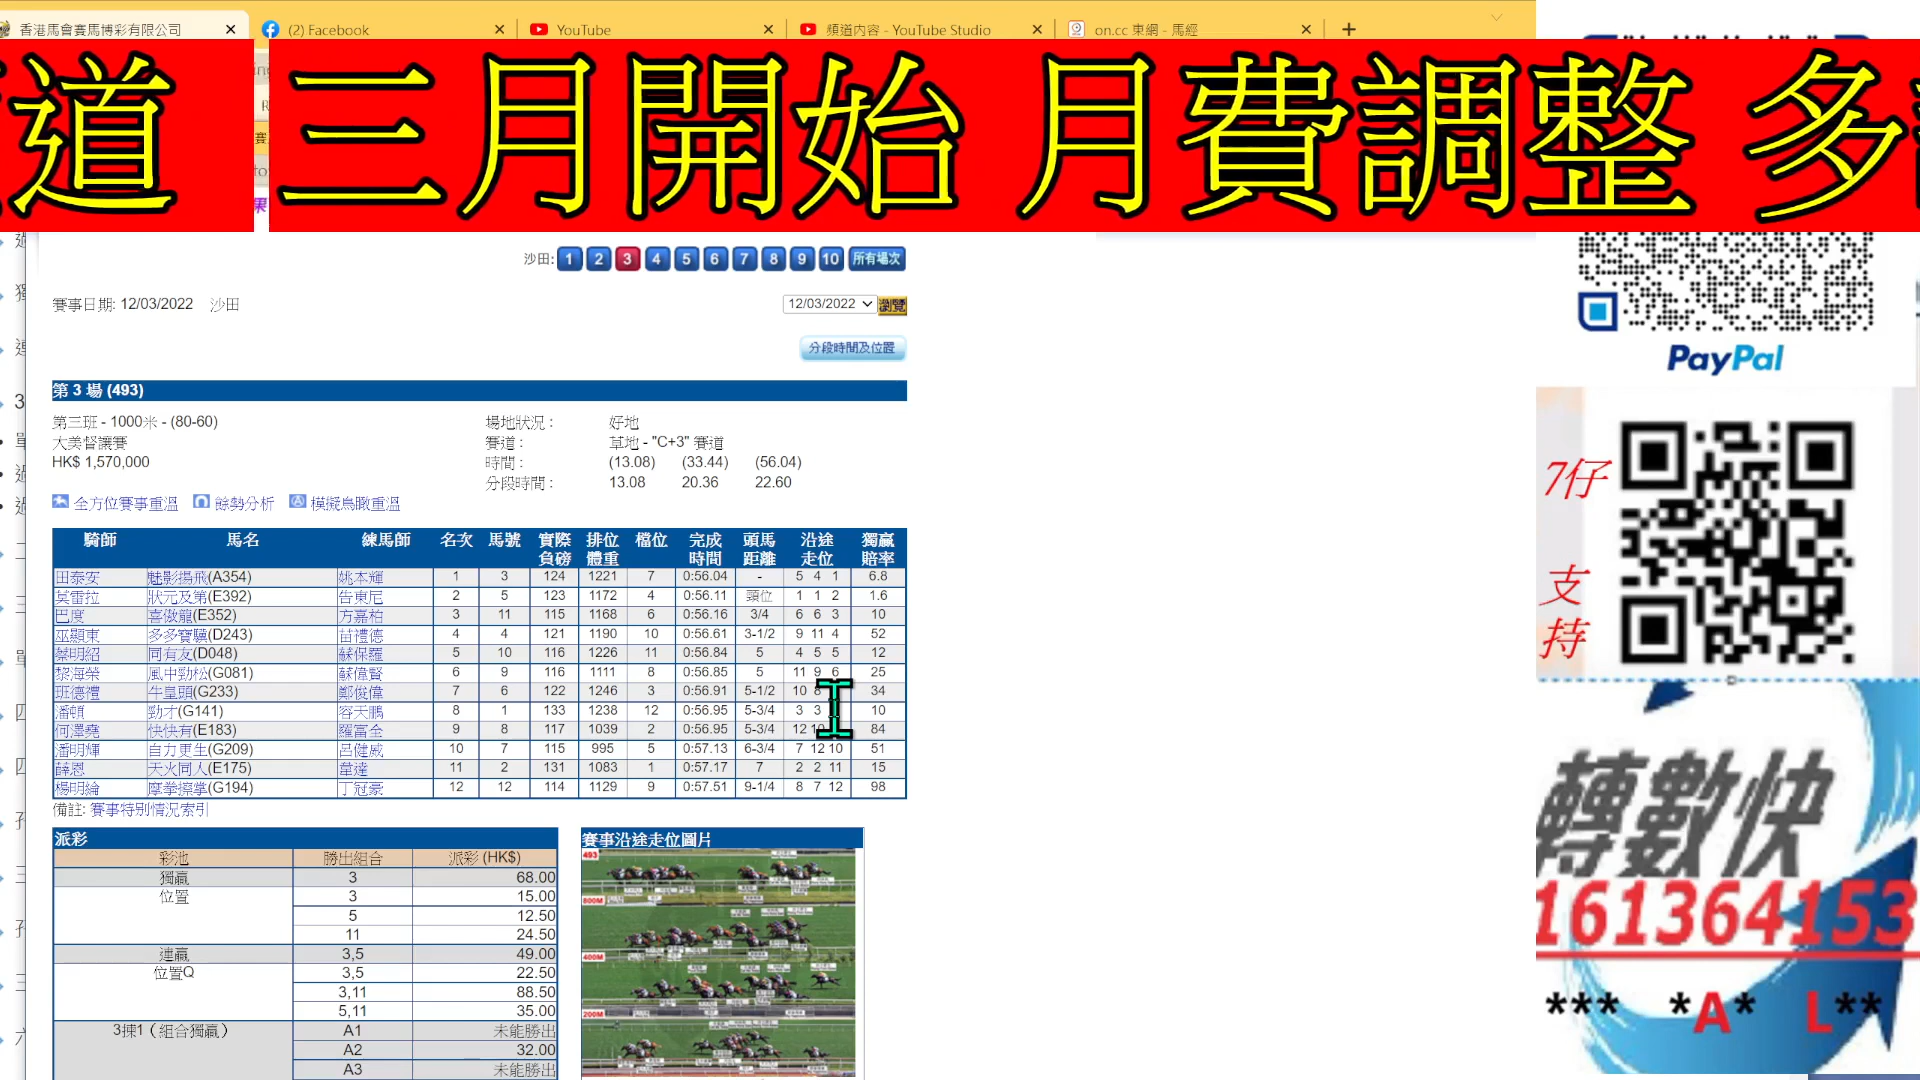 香港馬會賽馬博彩有限公司
(2) Facebook
YouTube
頻道內容 - YouTube Studio
on.cc 東網 - 馬經
道 三月開始 月費調整 多
沙田: 1 2 3 4 5 6 7 8 9 10 所有場次
賽事日期: 12/03/2022 沙田
12/03/2022 瀏覽
分段時間及位置
第 3 場 (493)
第三班 - 1000米 - (80-60) 場地狀況 : 好地
大美督讓賽 賽道 : 草地 - "C+3" 賽道
HK$ 1,570,000 時間 : (13.08) (33.44) (56.04)
分段時間 : 13.08 20.36 22.60
全方位賽事重溫 餘勢分析 模擬鳥瞰重溫
騎師 馬名 練馬師 名次 馬號 實際負磅 排位體重 檔位 完成時間 頭馬距離 沿途走位 獨贏賠率
田泰安 魅影揚飛(A354) 姚本輝 1 3 124 1221 7 0:56.04 - 5 4 1 6.8
莫雷拉 狀元及第(E392) 告東尼 2 5 123 1172 4 0:56.11 頸位 1 1 2 1.6
巴度 喜傲龍(E352) 方嘉柏 3 11 115 1168 6 0:56.16 3/4 6 6 3 10
巫顯東 多多寶驥(D243) 苗禮德 4 4 121 1190 10 0:56.61 3-1/2 9 11 4 52
蔡明紹 同有友(D048) 蘇保羅 5 10 116 1226 11 0:56.84 5 4 5 5 12
黎海榮 風中勁松(G081) 蘇偉賢 6 9 116 1111 8 0:56.85 5 11 9 6 25
班德禮 牛皇頭(G233) 鄭俊偉 7 6 122 1246 3 0:56.91 5-1/2 10 8 34
潘頓 勁才(G141) 容天鵬 8 1 133 1238 12 0:56.95 5-3/4 3 3 10
何澤堯 快快有(E183) 羅富全 9 8 117 1039 2 0:56.95 5-3/4 12 10 84
潘明輝 自力更生(G209) 呂健威 10 7 115 995 5 0:57.13 6-3/4 7 12 10 51
薛恩 天火同人(E175) 韋達 11 2 131 1083 1 0:57.17 7 2 2 11 15
楊明綸 摩拳擦掌(G194) 丁冠豪 12 12 114 1129 9 0:57.51 9-1/4 8 7 12 98
備註: 賽事特別情況索引
派彩
彩池 勝出組合 派彩 (HK$)
獨贏 3 68.00
位置 3 15.00
5 12.50
11 24.50
連贏 3,5 49.00
位置Q 3,5 22.50
3,11 88.50
5,11 35.00
3揀1（組合獨贏） A1 未能勝出
A2 32.00
A3 未能勝出
賽事沿途走位圖片
493
800M
400M
200M
PayPal
7仔
支
持
轉數快
161364153
*** *A* L**